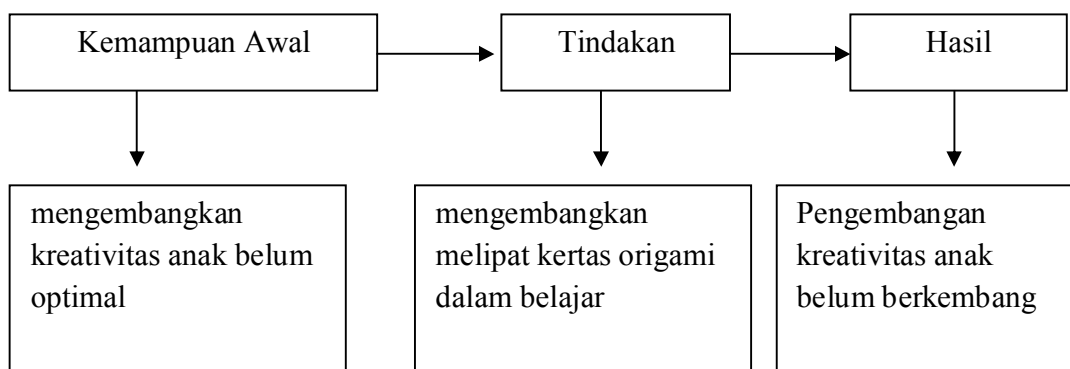 Kemampuan Awal
Tindakan
Hasil
mengembangkan
kreativitas anak belum
optimal
mengembangkan
melipat kertas origami
dalam belajar
Pengembangan
kreativitas anak
belum berkembang